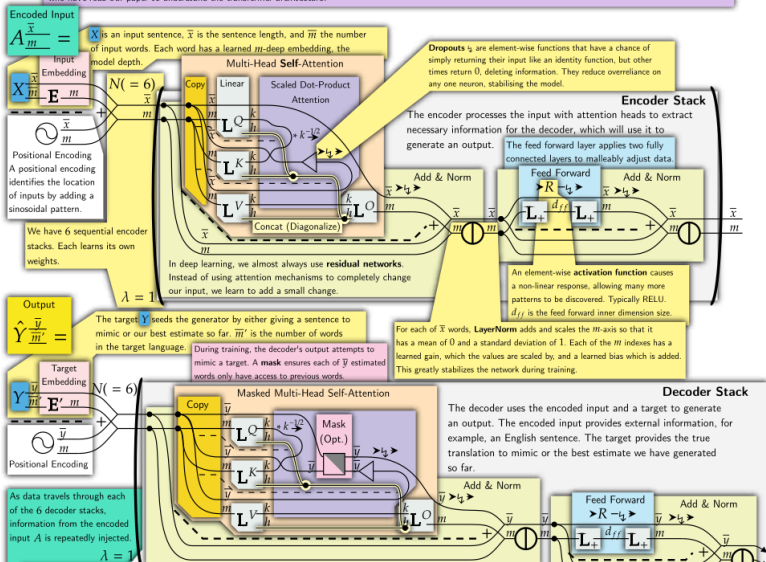 Encoded Input
A x̄ m̄ =
X is an input sentence, x̄ is the sentence length, and m̄ the number
of input words. Each word has a learned m-deep embedding, the
model depth.
Input
Embedding
X x̄ E m
N(= 6)
x̄
m
Positional Encoding
A positional encoding
identifies the location
of inputs by adding a
sinusoidal pattern.
We have 6 sequential encoder
stacks. Each learns its own
weights.
λ = 1
Multi-Head Self-Attention
Copy
Linear
Scaled Dot-Product
Attention
L Q
L K
L V
* k^-1/2
L O
Concat (Diagonalize)
In deep learning, we almost always use residual networks.
Instead of using attention mechanisms to completely change
our input, we learn to add a small change.
Dropouts ↯ are element-wise functions that have a chance of
simply returning their input like an identity function, but other
times return 0, deleting information. They reduce overreliance on
any one neuron, stabilising the model.
Encoder Stack
The encoder processes the input with attention heads to extract
necessary information for the decoder, which will use it to
generate an output.
The feed forward layer applies two fully
connected layers to malleably adjust data.
Add & Norm
Feed Forward
R
L+ d_ff L+
Add & Norm
An element-wise activation function causes
a non-linear response, allowing many more
patterns to be discovered. Typically RELU.
d_ff is the feed forward inner dimension size.
For each of x̄ words, LayerNorm adds and scales the m-axis so that it
has a mean of 0 and a standard deviation of 1. Each of the m indexes has a
learned gain, which the values are scaled by, and a learned bias which is added.
This greatly stabilizes the network during training.
Output
Ŷ ȳ m̄' =
The target Y seeds the generator by either giving a sentence to
mimic or our best estimate so far. m̄' is the number of words
in the target language.
During training, the decoder's output attempts to
mimic a target. A mask ensures each of ȳ estimated
words only have access to previous words.
Target
Embedding
Y ȳ E' m
N(= 6)
ȳ
m
Positional Encoding
As data travels through each
of the 6 decoder stacks,
information from the encoded
input A is repeatedly injected.
λ = 1
Masked Multi-Head Self-Attention
Copy
L Q
L K
L V
* k^-1/2
Mask
(Opt.)
L O
Decoder Stack
The decoder uses the encoded input and a target to generate
an output. The encoded input provides external information, for
example, an English sentence. The target provides the true
translation to mimic or the best estimate we have generated
so far.
Add & Norm
Feed Forward
R
L+ d_ff L+
Add & Norm